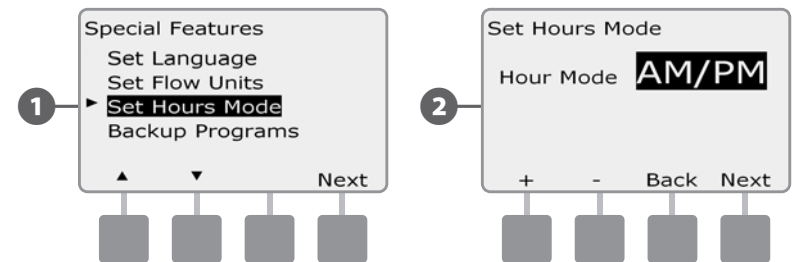 Special Features
Set Language
Set Flow Units
1 ► Set Hours Mode
Backup Programs
▲ ▼ Next
Set Hours Mode
Hour Mode AM/PM
2
+ - Back Next